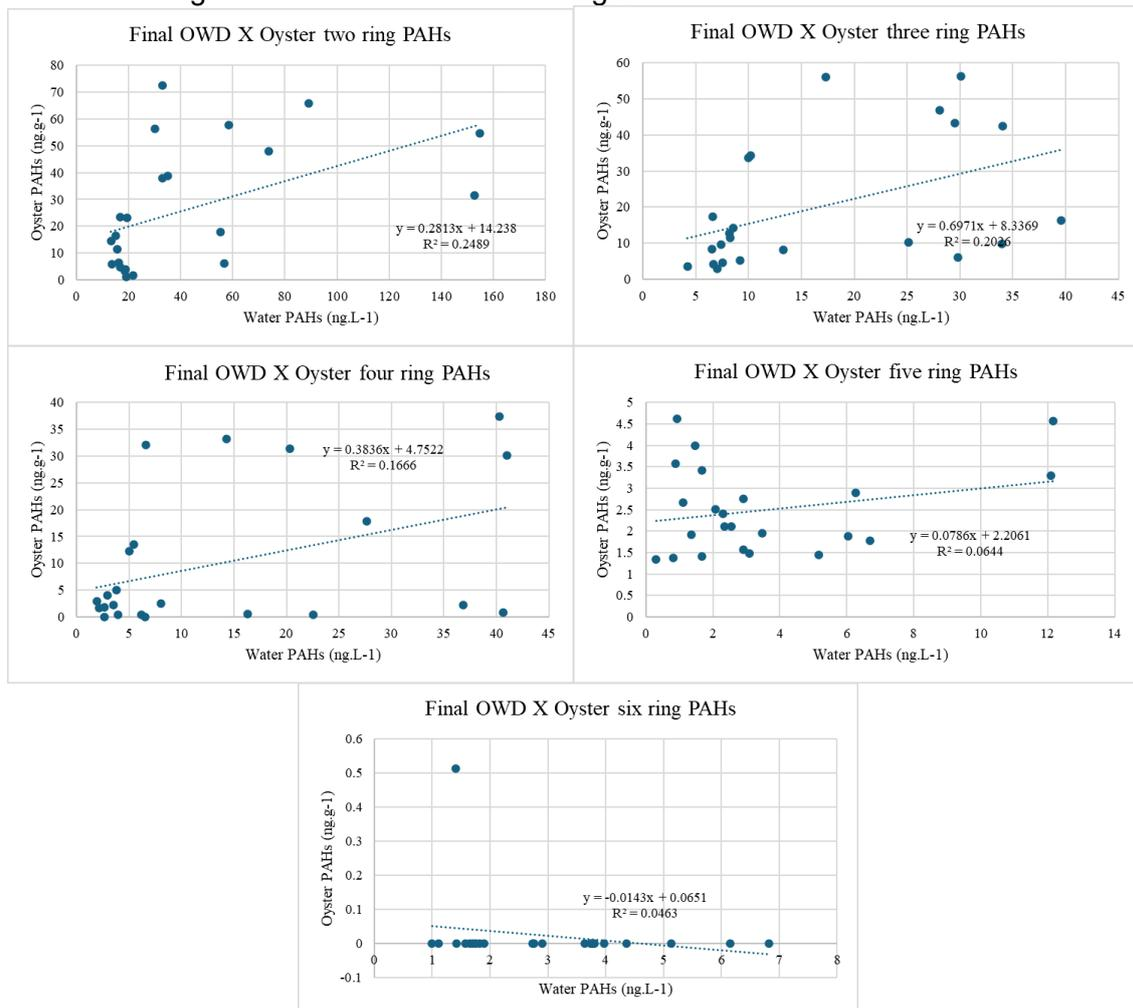 Final OWD X Oyster two ring PAHs
Oyster PAHs (ng.g-1)
80
70
60
50
40
30
20
10
0
y = 0.2813x + 14.238
R² = 0.2489
0 20 40 60 80 100 120 140 160 180
Water PAHs (ng.L-1)
Final OWD X Oyster three ring PAHs
Oyster PAHs (ng.g-1)
60
50
40
30
20
10
0
y = 0.6971x + 8.3369
R² = 0.2026
0 5 10 15 20 25 30 35 40 45
Water PAHs (ng.L-1)
Final OWD X Oyster four ring PAHs
Oyster PAHs (ng.g-1)
40
35
30
25
20
15
10
5
0
y = 0.3836x + 4.7522
R² = 0.1666
0 5 10 15 20 25 30 35 40 45
Water PAHs (ng.L-1)
Final OWD X Oyster five ring PAHs
Oyster PAHs (ng.g-1)
5
4.5
4
3.5
3
2.5
2
1.5
1
0.5
0
y = 0.0786x + 2.2061
R² = 0.0644
0 2 4 6 8 10 12 14
Water PAHs (ng.L-1)
Final OWD X Oyster six ring PAHs
Oyster PAHs (ng.g-1)
0.6
0.5
0.4
0.3
0.2
0.1
0
-0.1
y = -0.0143x + 0.0651
R² = 0.0463
0 1 2 3 4 5 6 7 8
Water PAHs (ng.L-1)